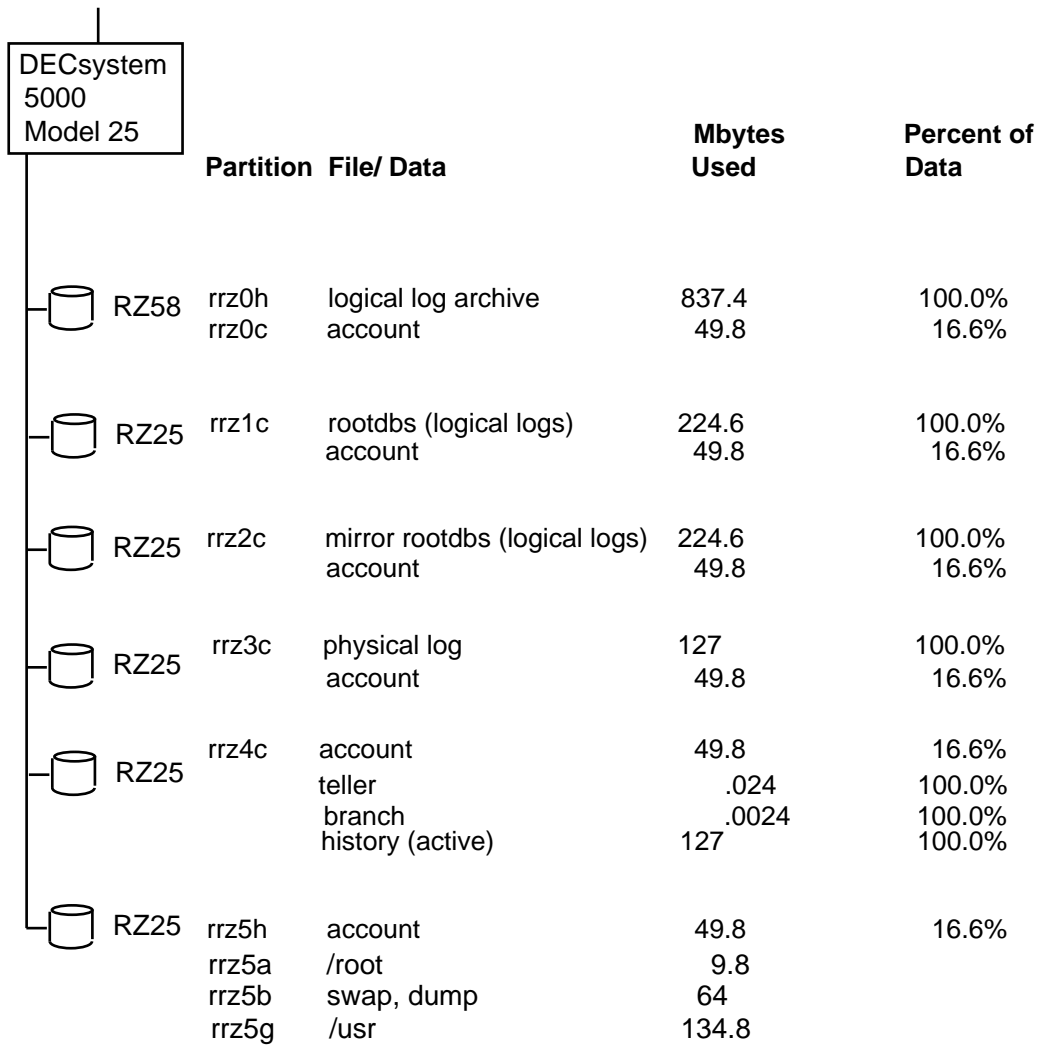 DECsystem
5000
Model 25
Mbytes Percent of
Partition File/ Data Used Data
RZ58 rrz0h logical log archive 837.4 100.0%
rrz0c account 49.8 16.6%
RZ25 rrz1c rootdbs (logical logs) 224.6 100.0%
account 49.8 16.6%
RZ25 rrz2c mirror rootdbs (logical logs) 224.6 100.0%
account 49.8 16.6%
RZ25 rrz3c physical log 127 100.0%
account 49.8 16.6%
RZ25 rrz4c account 49.8 16.6%
teller .024 100.0%
branch .0024 100.0%
history (active) 127 100.0%
RZ25 rrz5h account 49.8 16.6%
rrz5a /root 9.8
rrz5b swap, dump 64
rrz5g /usr 134.8